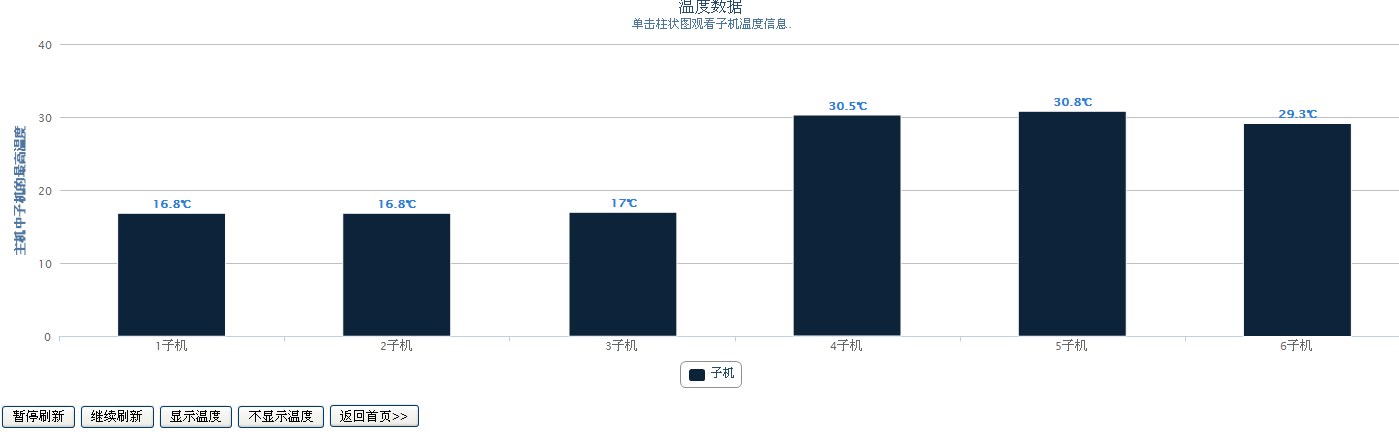 温度数据
单击柱状图观看子机温度信息.
主机中子机的最高温度
40
30
20
10
0
16.8℃
16.8℃
17℃
30.5℃
30.8℃
29.3℃
1子机
2子机
3子机
4子机
5子机
6子机
子机
暂停刷新 继续刷新 显示温度 不显示温度 返回首页>>